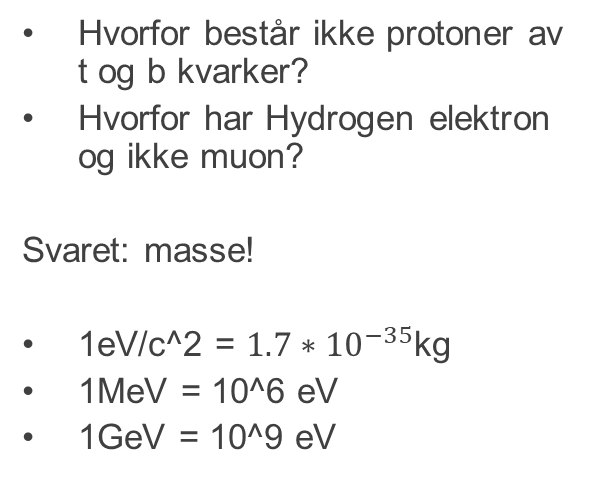 • Hvorfor består ikke protoner av
t og b kvarker?
• Hvorfor har Hydrogen elektron
og ikke muon?
Svaret: masse!
• 1eV/c^2 = 1.7 ∗ 10⁻³⁵kg
• 1MeV = 10^6 eV
• 1GeV = 10^9 eV